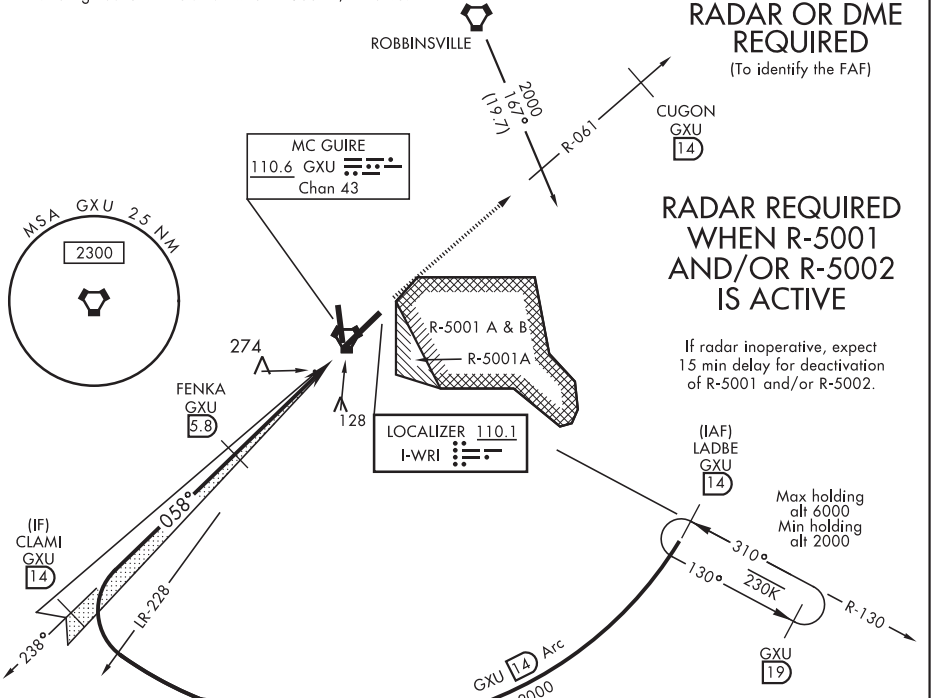 ROBBINSVILLE
2000
167°
(19.7)
R-061
RADAR OR DME
REQUIRED
(To identify the FAF)
CUGON
GXU
14
MC GUIRE
110.6 GXU
Chan 43
MSA GXU 25 NM
2300
RADAR REQUIRED
WHEN R-5001
AND/OR R-5002
IS ACTIVE
If radar inoperative, expect
15 min delay for deactivation
of R-5001 and/or R-5002.
R-5001 A & B
R-5001A
274
128
FENKA
GXU
5.8
LOCALIZER 110.1
I-WRI
(IAF)
LADBE
GXU
14
Max holding
alt 6000
Min holding
alt 2000
310°
130°
230K
R-130
GXU
19
058°
(IF)
CLAMI
GXU
14
238°
LR-228
GXU 14 Arc
2000